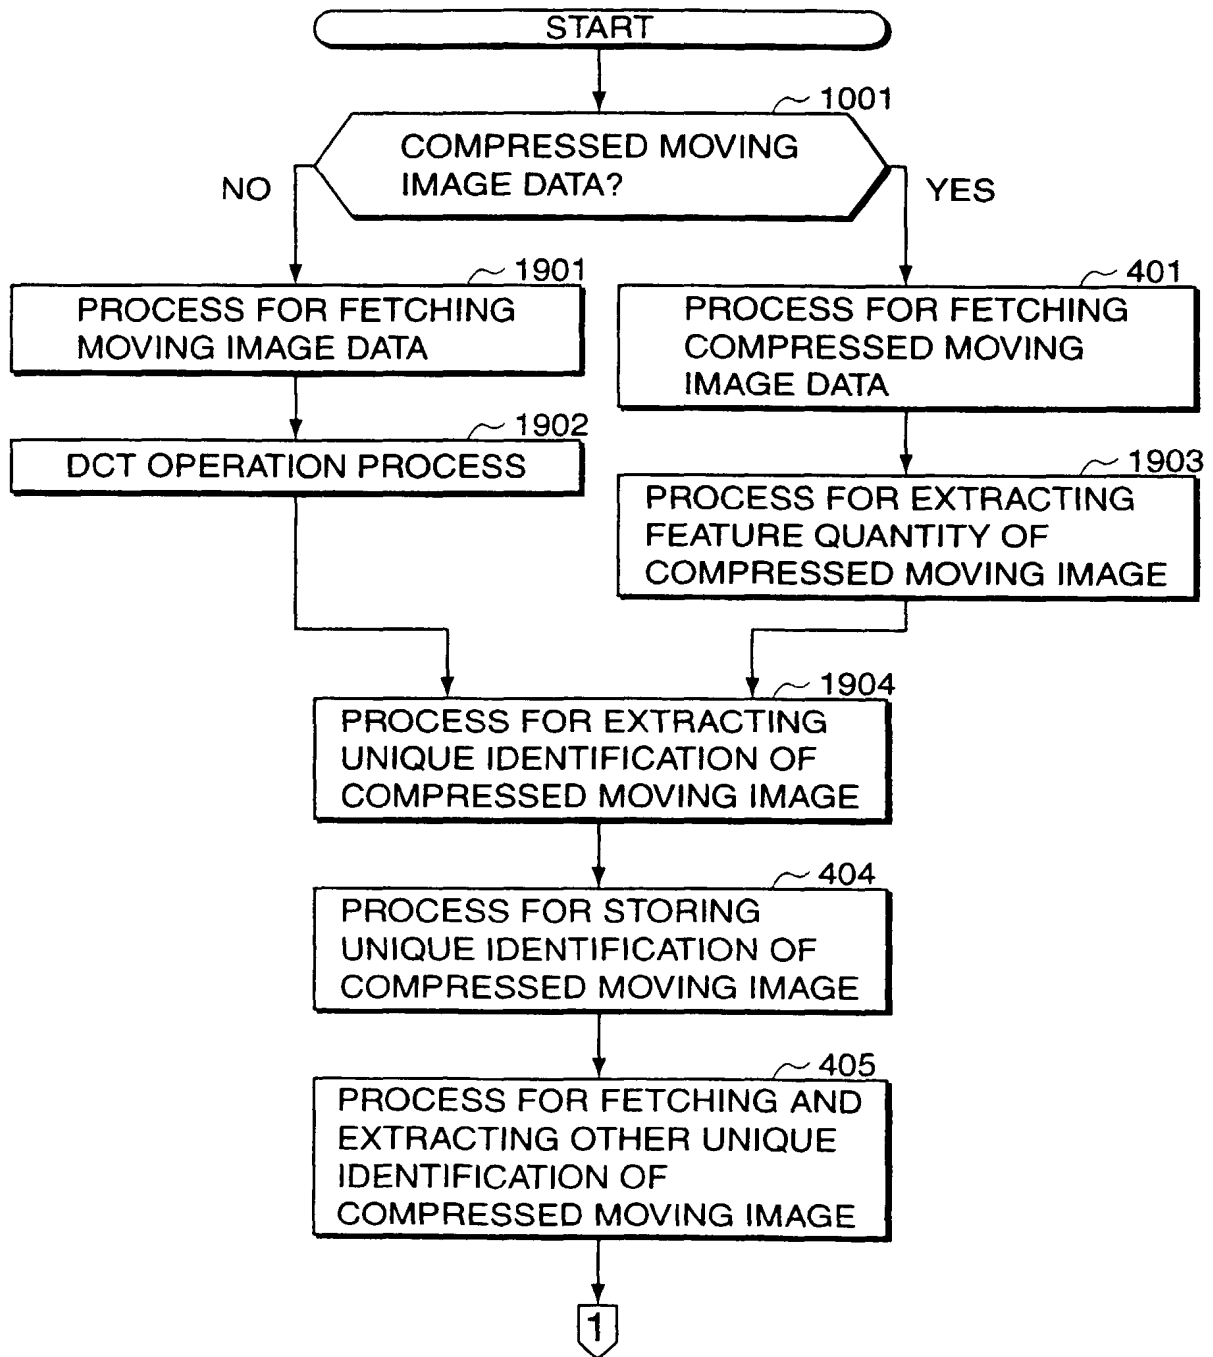 START
1001
COMPRESSED MOVING
IMAGE DATA?
NO
YES
1901
PROCESS FOR FETCHING
MOVING IMAGE DATA
401
PROCESS FOR FETCHING
COMPRESSED MOVING
IMAGE DATA
1902
DCT OPERATION PROCESS
1903
PROCESS FOR EXTRACTING
FEATURE QUANTITY OF
COMPRESSED MOVING IMAGE
1904
PROCESS FOR EXTRACTING
UNIQUE IDENTIFICATION OF
COMPRESSED MOVING IMAGE
404
PROCESS FOR STORING
UNIQUE IDENTIFICATION OF
COMPRESSED MOVING IMAGE
405
PROCESS FOR FETCHING AND
EXTRACTING OTHER UNIQUE
IDENTIFICATION OF
COMPRESSED MOVING IMAGE
1